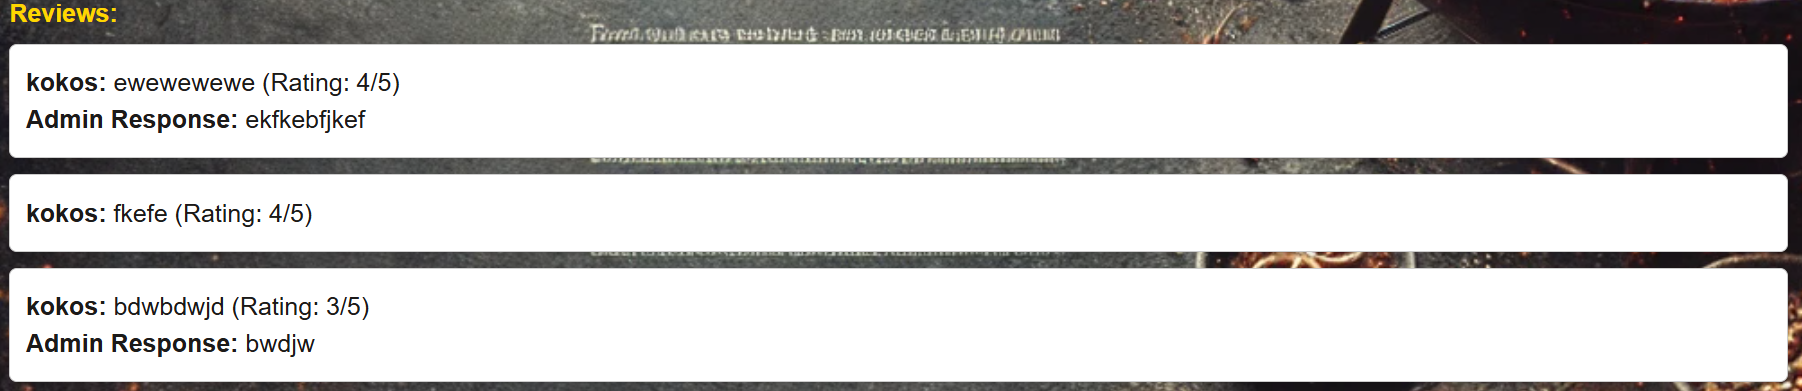 Reviews:
kokos: ewewewewe (Rating: 4/5)
Admin Response: ekfkebfjkef
kokos: fkefe (Rating: 4/5)
kokos: bdwbdwjd (Rating: 3/5)
Admin Response: bwdjw